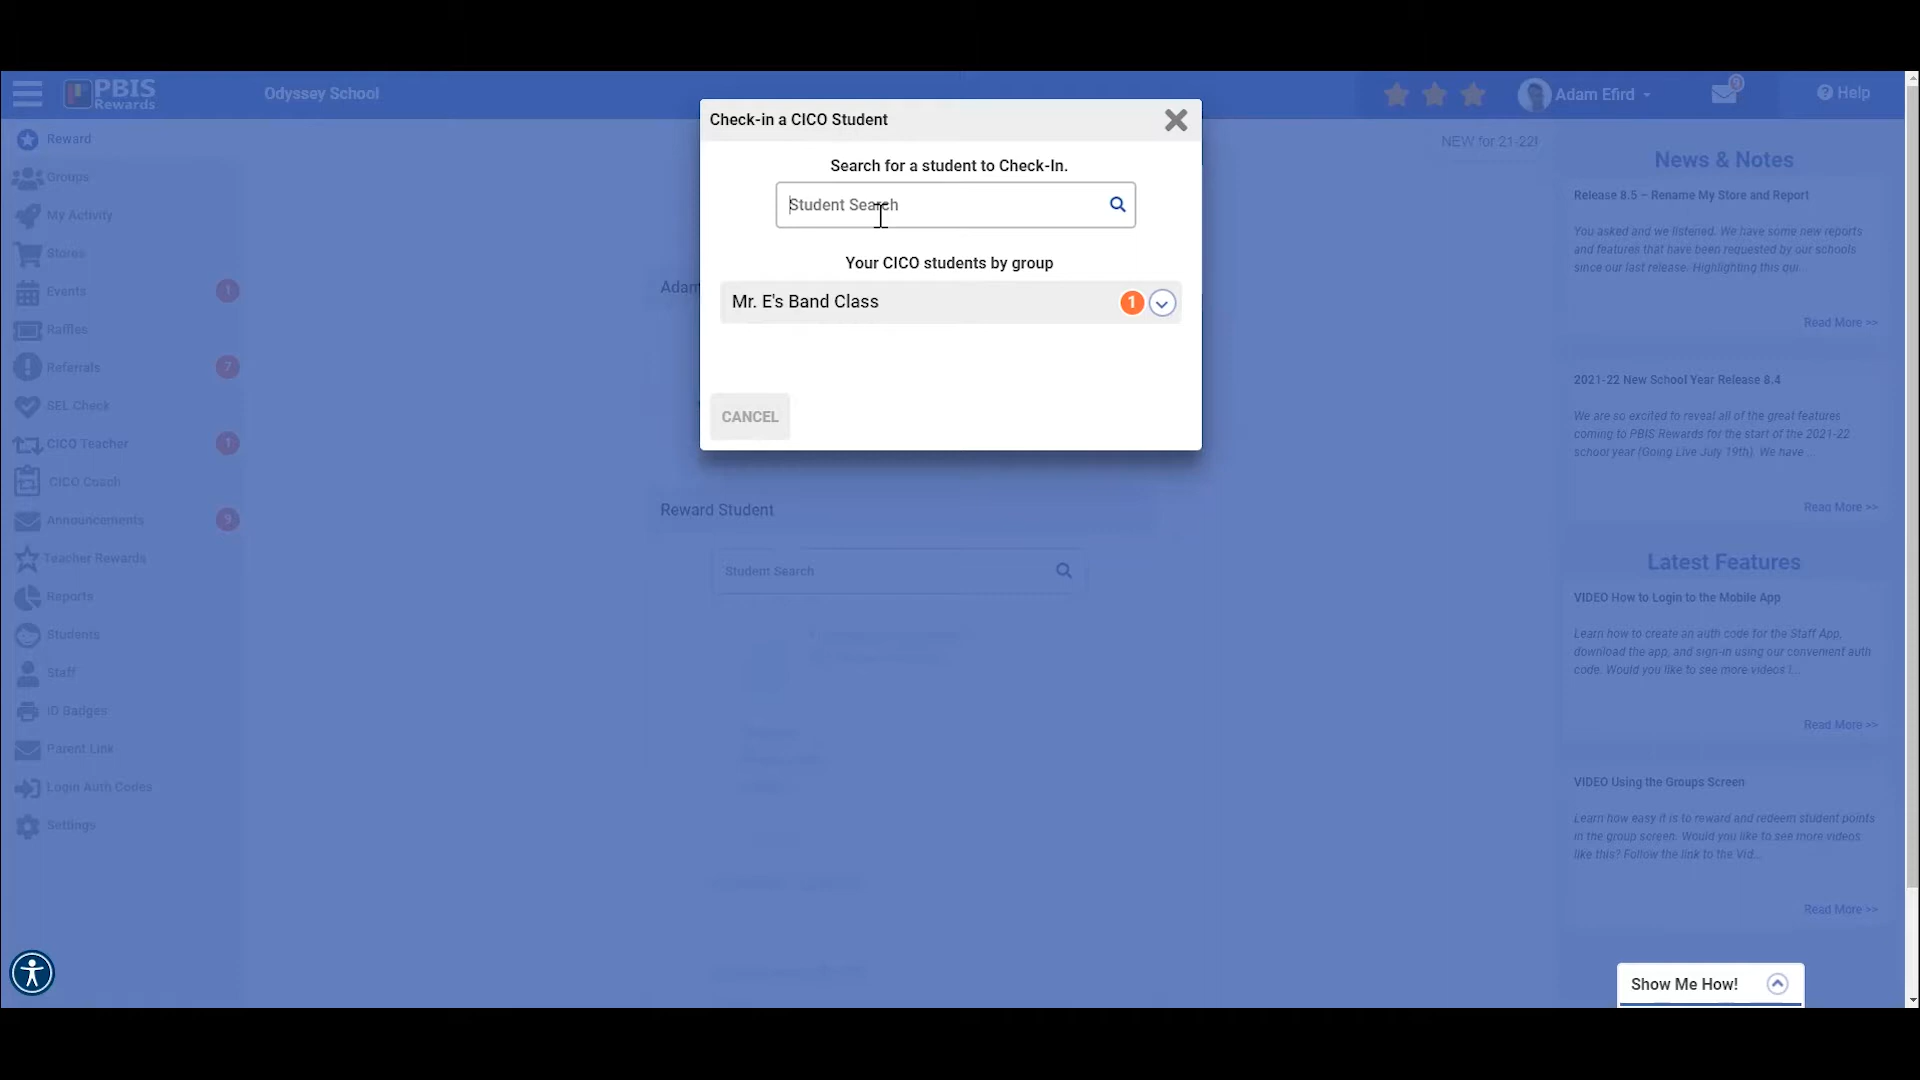 PBIS
Rewards
Odyssey School
Adam Efird
Help
Reward
Groups
My Activity
Stores
Events
1
Raffles
Referrals
7
SEL Check
CICO Teacher
1
CICO Coach
Announcements
9
Teacher Rewards
Reports
Students
Staff
ID Badges
Parent Link
Login Auth Codes
Settings
Check-in a CICO Student
Search for a student to Check-In.
Student Search
Your CICO students by group
Mr. E's Band Class
1
CANCEL
Adam
Reward Student
Student Search
NEW for 21-22!
News & Notes
Release 8.5 – Rename My Store and Report
You asked and we listened. We have some new reports
and features that have been requested by our schools
since our last release. Highlighting this qui...
Read More >>
2021-22 New School Year Release 8.4
We are so excited to reveal all of the great features
coming to PBIS Rewards for the start of the 2021-22
school year (Going Live July 19th). We have ...
Read More >>
Latest Features
VIDEO How to Login to the Mobile App
Learn how to create an auth code for the Staff App,
download the app, and sign-in using our convenient auth
code. Would you like to see more videos l...
Read More >>
VIDEO Using the Groups Screen
Learn how easy it is to reward and redeem student points
in the group screen. Would you like to see more videos
like this? Follow the link to the Vid...
Read More >>
Show Me How!